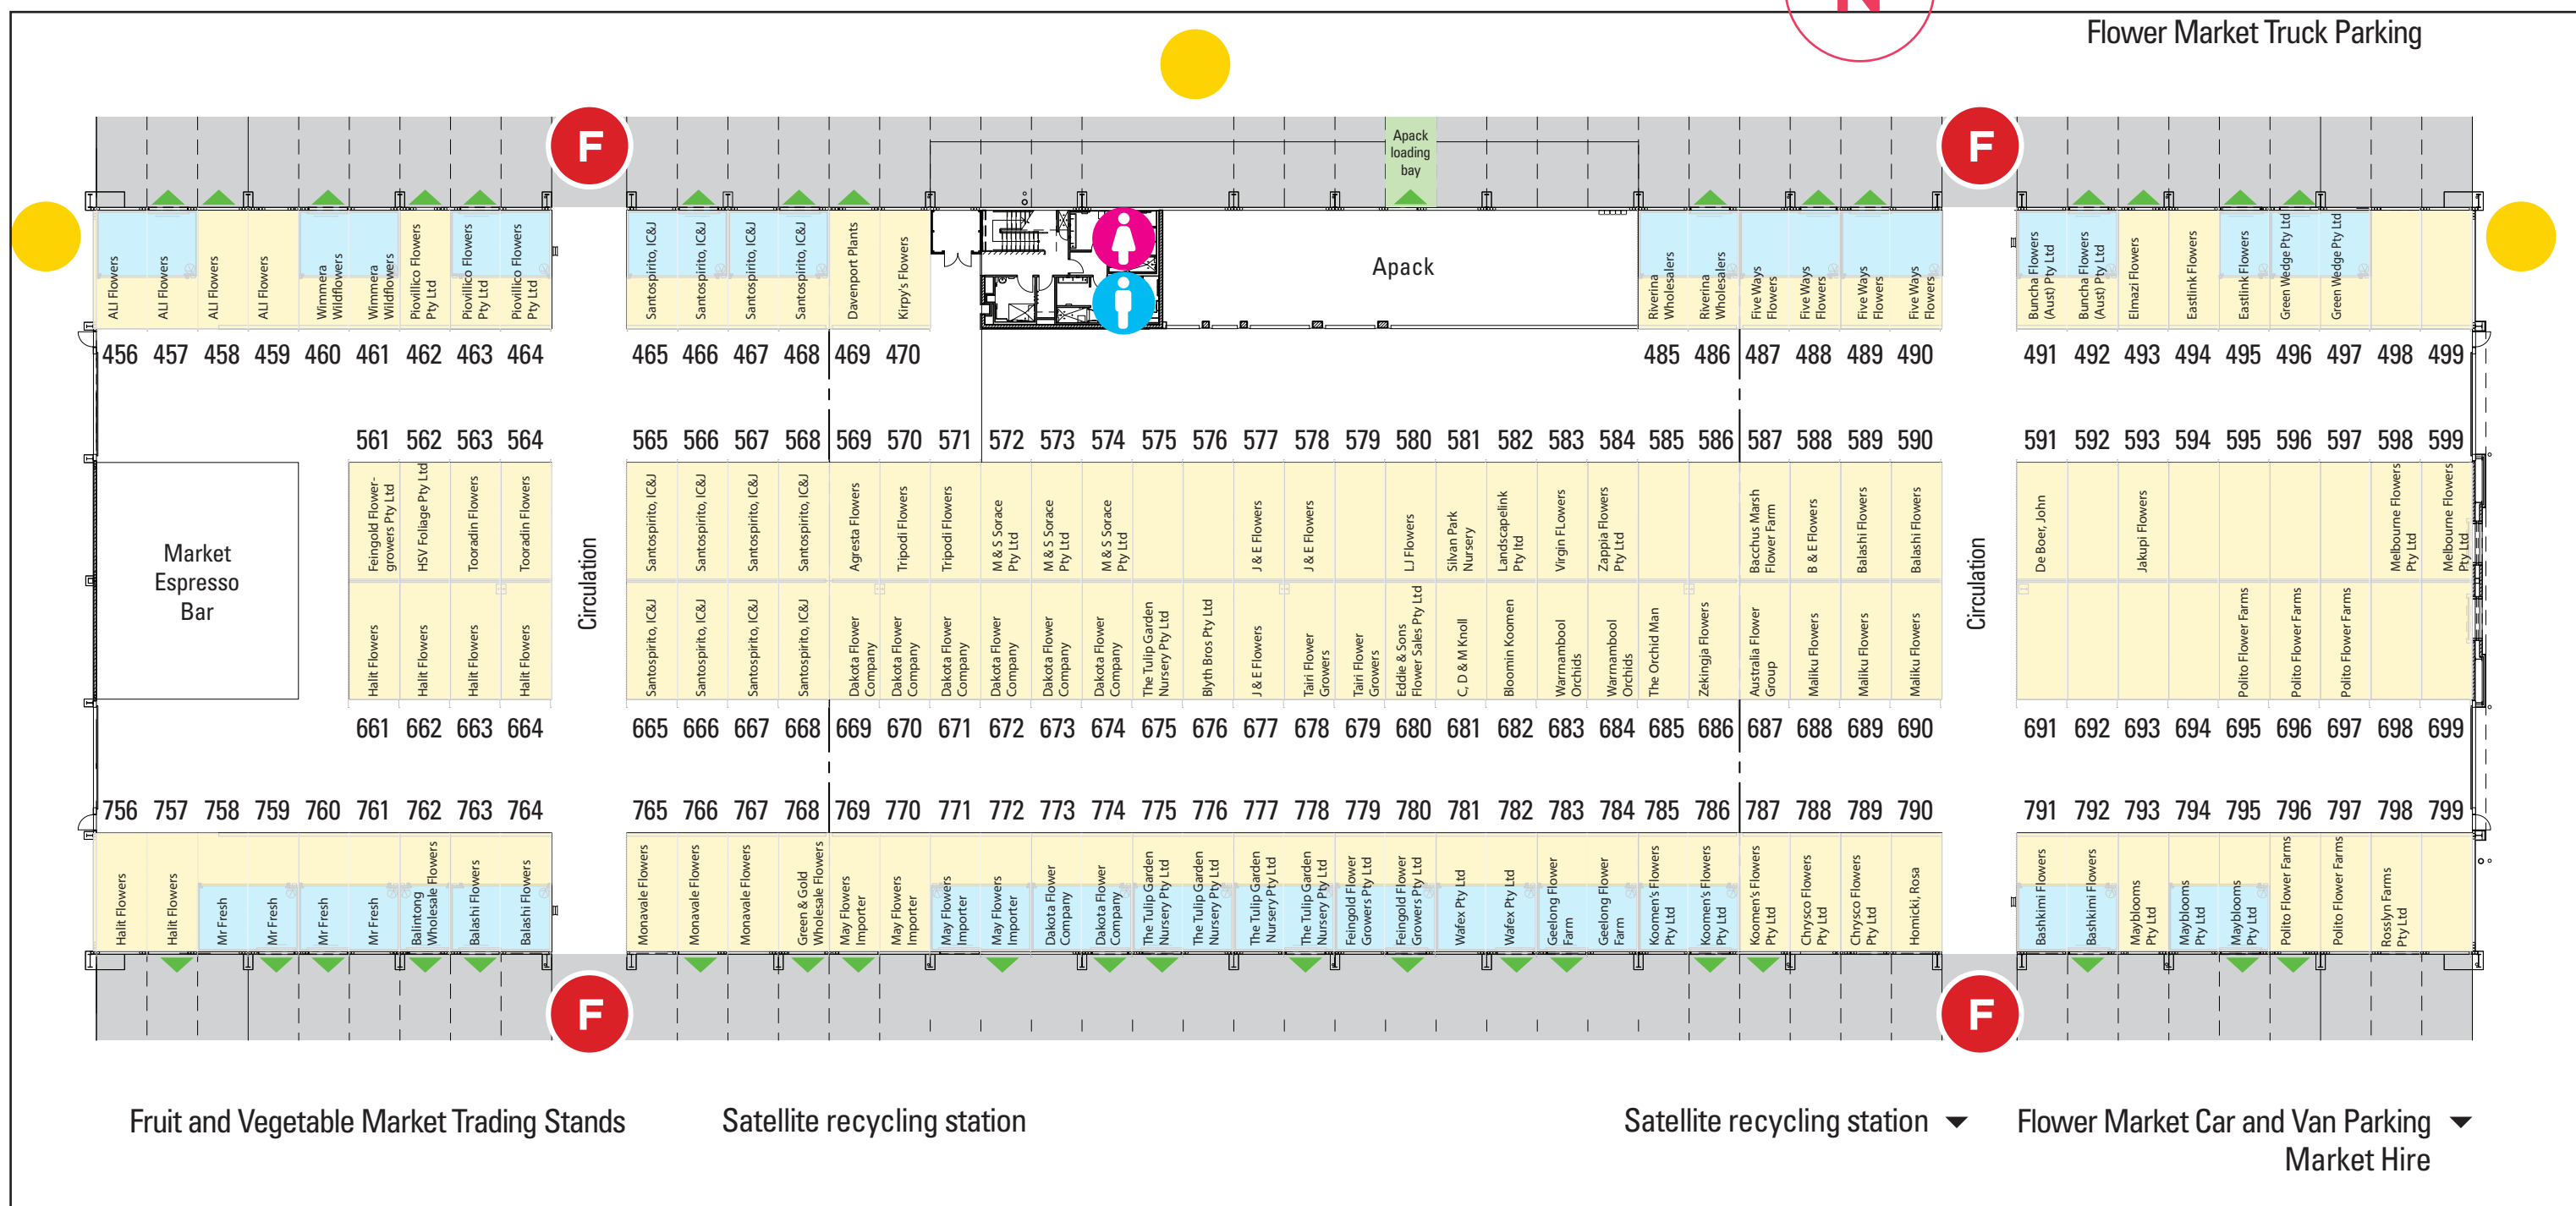 N
Flower Market Truck Parking
F
F
Apack
loading
bay
ALI Flowers
ALI Flowers
ALI Flowers
ALI Flowers
Wimmera
Wildflowers
Wimmera
Wildflowers
Piovillico Flowers
Pty Ltd
Piovillico Flowers
Pty Ltd
Piovillico Flowers
Pty Ltd
Santospirito, IC&J
Santospirito, IC&J
Santospirito, IC&J
Santospirito, IC&J
Davenport Plants
Kirpy's Flowers
Apack
Riverina
Wholesalers
Riverina
Wholesalers
Five Ways
Flowers
Five Ways
Flowers
Five Ways
Flowers
Five Ways
Flowers
Buncha Flowers
(Aust) Pty Ltd
Buncha Flowers
(Aust) Pty Ltd
Elmazi Flowers
Eastlink Flowers
Eastlink Flowers
Green Wedge Pty Ltd
Green Wedge Pty Ltd
456 457 458 459 460 461 462 463 464 465 466 467 468 469 470 485 486 487 488 489 490 491 492 493 494 495 496 497 498 499
561 562 563 564 565 566 567 568 569 570 571 572 573 574 575 576 577 578 579 580 581 582 583 584 585 586 587 588 589 590 591 592 593 594 595 596 597 598 599
Market
Espresso
Bar
Feingold Flower-
growers Pty Ltd
HSV Foliage Pty Ltd
Tooradin Flowers
Tooradin Flowers
Circulation
Santospirito, IC&J
Santospirito, IC&J
Santospirito, IC&J
Santospirito, IC&J
Agresta Flowers
Tripodi Flowers
Tripodi Flowers
M & S Sorace
Pty Ltd
M & S Sorace
Pty Ltd
M & S Sorace
Pty Ltd
J & E Flowers
J & E Flowers
LJ Flowers
Silvan Park
Nursery
Landscapelink
Pty ltd
Virgin FLowers
Zappia Flowers
Pty Ltd
Bacchus Marsh
Flower Farm
B & E Flowers
Balashi Flowers
Balashi Flowers
Circulation
De Boer, John
Jakupi Flowers
Melbourne Flowers
Pty Ltd
Melbourne Flowers
Pty Ltd
Halit Flowers
Halit Flowers
Halit Flowers
Halit Flowers
Santospirito, IC&J
Santospirito, IC&J
Santospirito, IC&J
Santospirito, IC&J
Dakota Flower
Company
Dakota Flower
Company
Dakota Flower
Company
Dakota Flower
Company
Dakota Flower
Company
Dakota Flower
Company
The Tulip Garden
Nursery Pty Ltd
Blyth Bros Pty Ltd
J & E Flowers
Tairi Flower
Growers
Tairi Flower
Growers
Eddie & Sons
Flower Sales Pty Ltd
C, D & M Knoll
Bloomin Koomen
Warrnambool
Orchids
Warrnambool
Orchids
The Orchid Man
Zekingja Flowers
Australia Flower
Group
Maliku Flowers
Maliku Flowers
Maliku Flowers
Polito Flower Farms
Polito Flower Farms
Polito Flower Farms
661 662 663 664 665 666 667 668 669 670 671 672 673 674 675 676 677 678 679 680 681 682 683 684 685 686 687 688 689 690 691 692 693 694 695 696 697 698 699
756 757 758 759 760 761 762 763 764 765 766 767 768 769 770 771 772 773 774 775 776 777 778 779 780 781 782 783 784 785 786 787 788 789 790 791 792 793 794 795 796 797 798 799
Halit Flowers
Halit Flowers
Mr Fresh
Mr Fresh
Mr Fresh
Mr Fresh
Balintong
Wholesale Flowers
Balashi Flowers
Balashi Flowers
Monavale Flowers
Monavale Flowers
Monavale Flowers
Green & Gold
Wholesale Flowers
May Flowers
Importer
May Flowers
Importer
May Flowers
Importer
May Flowers
Importer
Dakota Flower
Company
Dakota Flower
Company
The Tulip Garden
Nursery Pty Ltd
The Tulip Garden
Nursery Pty Ltd
The Tulip Garden
Nursery Pty Ltd
The Tulip Garden
Nursery Pty Ltd
Feingold Flower
Growers Pty Ltd
Feingold Flower
Growers Pty Ltd
Wafex Pty Ltd
Wafex Pty Ltd
Geelong Flower
Farm
Geelong Flower
Farm
Koomen's Flowers
Pty Ltd
Koomen's Flowers
Pty Ltd
Koomen's Flowers
Pty Ltd
Chrysco Flowers
Pty Ltd
Chrysco Flowers
Pty Ltd
Homicki, Rosa
Bashkimi Flowers
Bashkimi Flowers
Mayblooms
Pty Ltd
Mayblooms
Pty Ltd
Mayblooms
Pty Ltd
Polito Flower Farms
Polito Flower Farms
Rosslyn Farms
Pty Ltd
F
F
Fruit and Vegetable Market Trading Stands
Satellite recycling station
Satellite recycling station
Flower Market Car and Van Parking
Market Hire